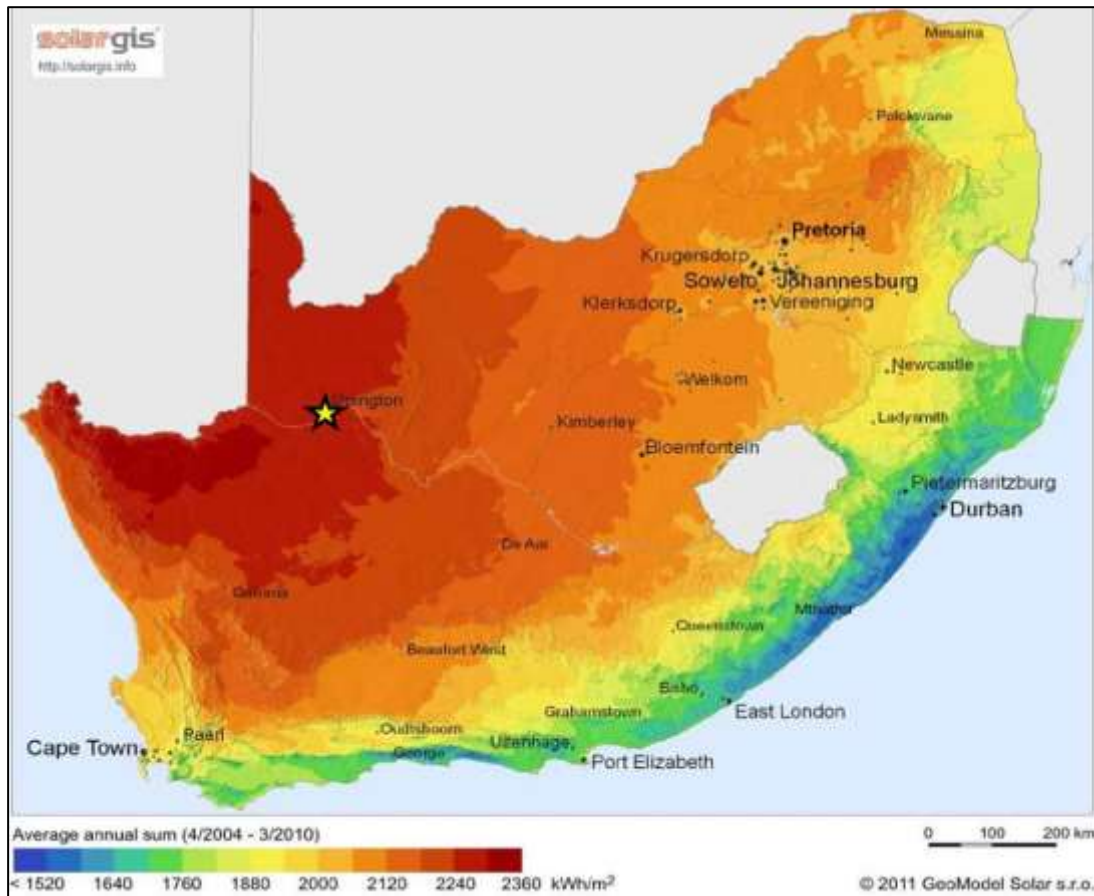 solargis
http://solargis.info
Messina
Polokwane
Pretoria
Krugersdorp
Soweto Johannesburg
Klerksdorp Vereeniging
Newcastle
Welkom
Upington
Kimberley
Ladysmith
Bloemfontein
Pietermaritzburg
Durban
De Aar
Calvinia
Mthatha
Queenstown
Beaufort West
Bisho
East London
Grahamstown
Oudtshoorn
Paarl
Uitenhage
Cape Town
George
Port Elizabeth
Average annual sum (4/2004 - 3/2010)
0 100 200 km
< 1520 1640 1760 1880 2000 2120 2240 2360 kWh/m²
© 2011 GeoModel Solar s.r.o.